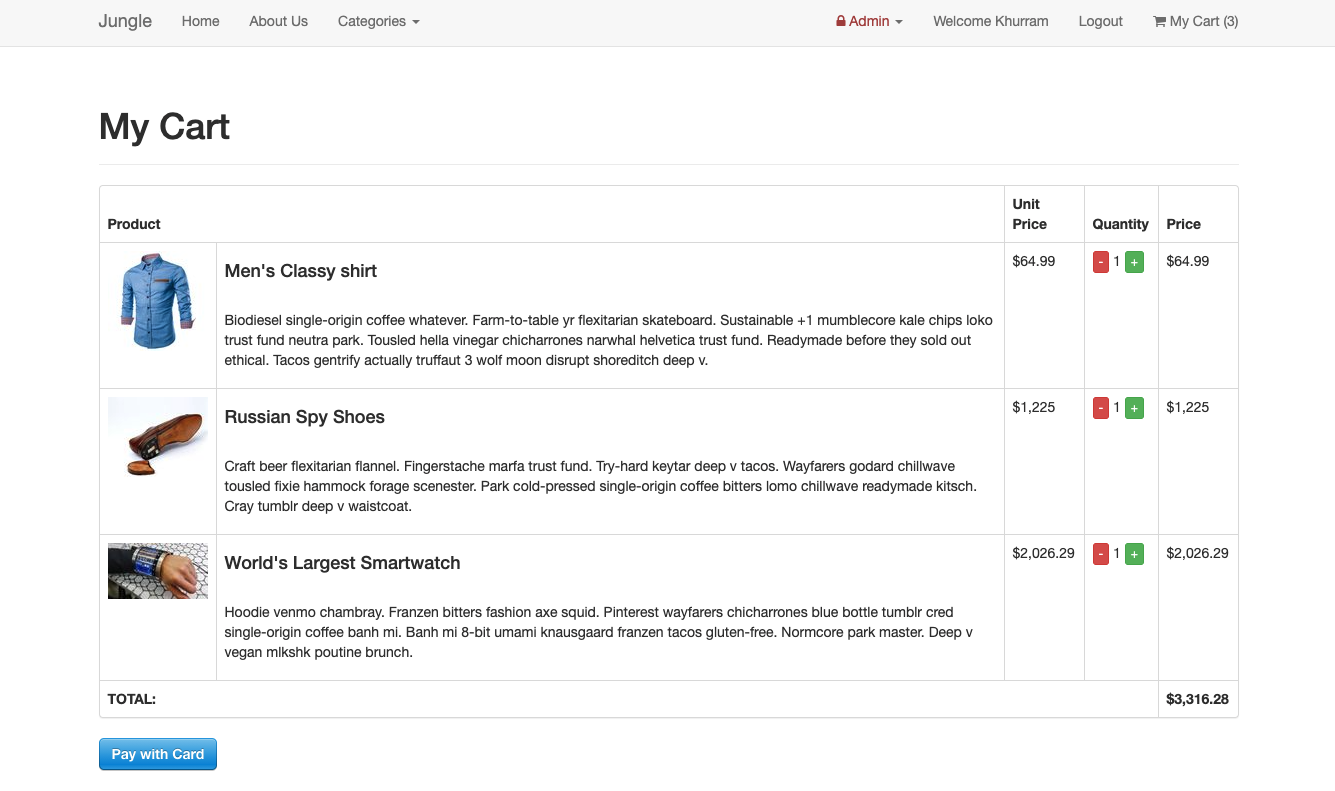 Jungle Home About Us Categories Admin Welcome Khurram Logout My Cart (3)
My Cart
Product Unit Price Quantity Price
Men's Classy shirt $64.99 - 1 + $64.99
Biodiesel single-origin coffee whatever. Farm-to-table yr flexitarian skateboard. Sustainable +1 mumblecore kale chips loko
trust fund neutra park. Tousled hella vinegar chicharrones narwhal helvetica trust fund. Readymade before they sold out
ethical. Tacos gentrify actually truffaut 3 wolf moon disrupt shoreditch deep v.
Russian Spy Shoes $1,225 - 1 + $1,225
Craft beer flexitarian flannel. Fingerstache marfa trust fund. Try-hard keytar deep v tacos. Wayfarers godard chillwave
tousled fixie hammock forage scenester. Park cold-pressed single-origin coffee bitters lomo chillwave readymade kitsch.
Cray tumblr deep v waistcoat.
World's Largest Smartwatch $2,026.29 - 1 + $2,026.29
Hoodie venmo chambray. Franzen bitters fashion axe squid. Pinterest wayfarers chicharrones blue bottle tumblr cred
single-origin coffee banh mi. Banh mi 8-bit umami knausgaard franzen tacos gluten-free. Normcore park master. Deep v
vegan mlkshk poutine brunch.
TOTAL: $3,316.28
Pay with Card